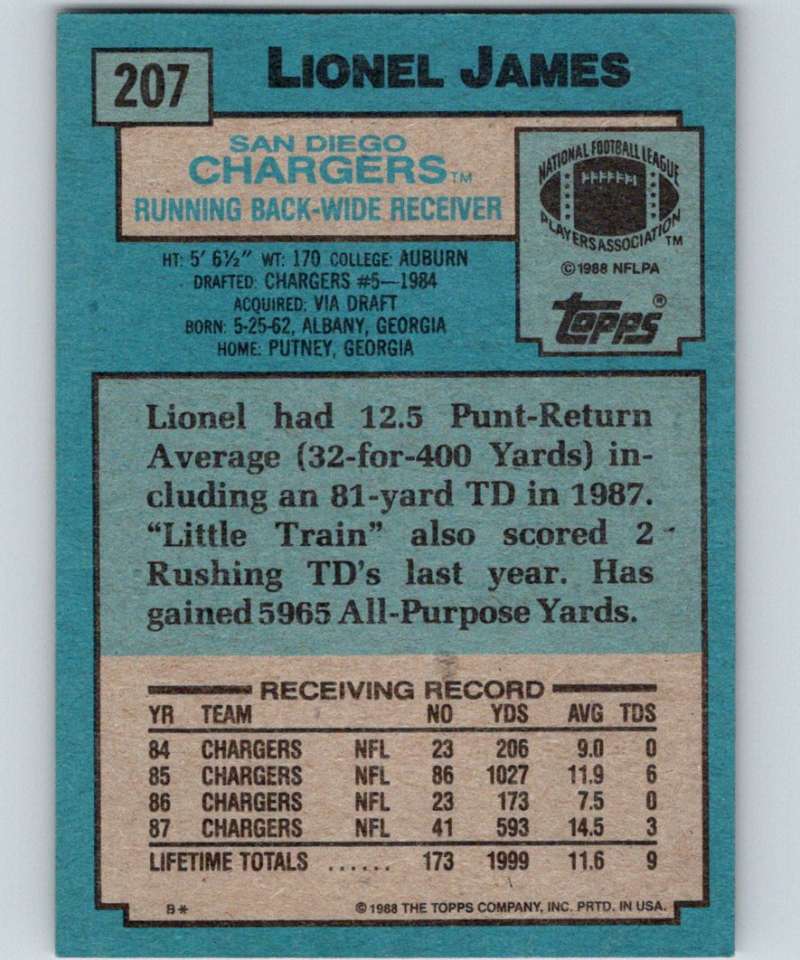 207
LIONEL JAMES
SAN DIEGO
CHARGERS™
RUNNING BACK-WIDE RECEIVER
NATIONAL FOOTBALL LEAGUE
PLAYERS ASSOCIATION™
©1988 NFLPA
TOPPS®
HT: 5' 6½" WT: 170 COLLEGE: AUBURN
DRAFTED: CHARGERS #5—1984
ACQUIRED: VIA DRAFT
BORN: 5-25-62, ALBANY, GEORGIA
HOME: PUTNEY, GEORGIA
Lionel had 12.5 Punt-Return
Average (32-for-400 Yards) in-
cluding an 81-yard TD in 1987.
“Little Train” also scored 2
Rushing TD's last year. Has
gained 5965 All-Purpose Yards.
RECEIVING RECORD
YR TEAM NO YDS AVG TDS
84 CHARGERS NFL 23 206 9.0 0
85 CHARGERS NFL 86 1027 11.9 6
86 CHARGERS NFL 23 173 7.5 0
87 CHARGERS NFL 41 593 14.5 3
LIFETIME TOTALS ...... 173 1999 11.6 9
B* ©1988 THE TOPPS COMPANY, INC. PRTD. IN USA.